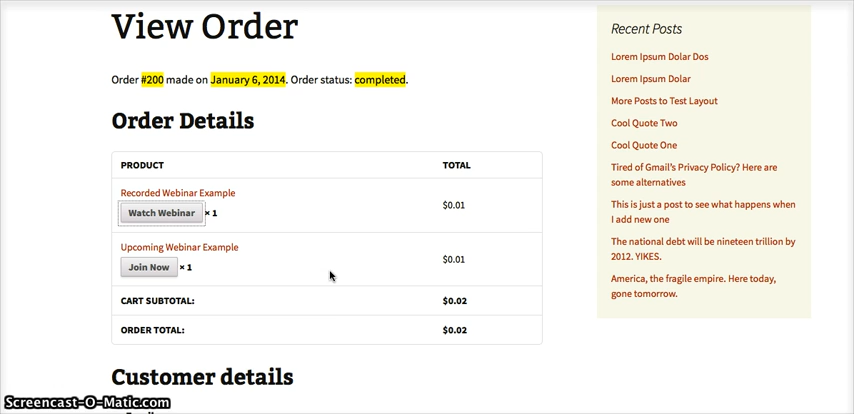 View Order
Order #200 made on January 6, 2014. Order status: completed.
Order Details
PRODUCT TOTAL
Recorded Webinar Example
Watch Webinar × 1 $0.01
Upcoming Webinar Example
Join Now × 1 $0.01
CART SUBTOTAL: $0.02
ORDER TOTAL: $0.02
Customer details
Recent Posts
Lorem Ipsum Dolar Dos
Lorem Ipsum Dolar
More Posts to Test Layout
Cool Quote Two
Cool Quote One
Tired of Gmail's Privacy Policy? Here are
some alternatives
This is just a post to see what happens when
I add new one
The national debt will be nineteen trillion by
2012. YIKES.
America, the fragile empire. Here today,
gone tomorrow.
Screencast-O-Matic.com